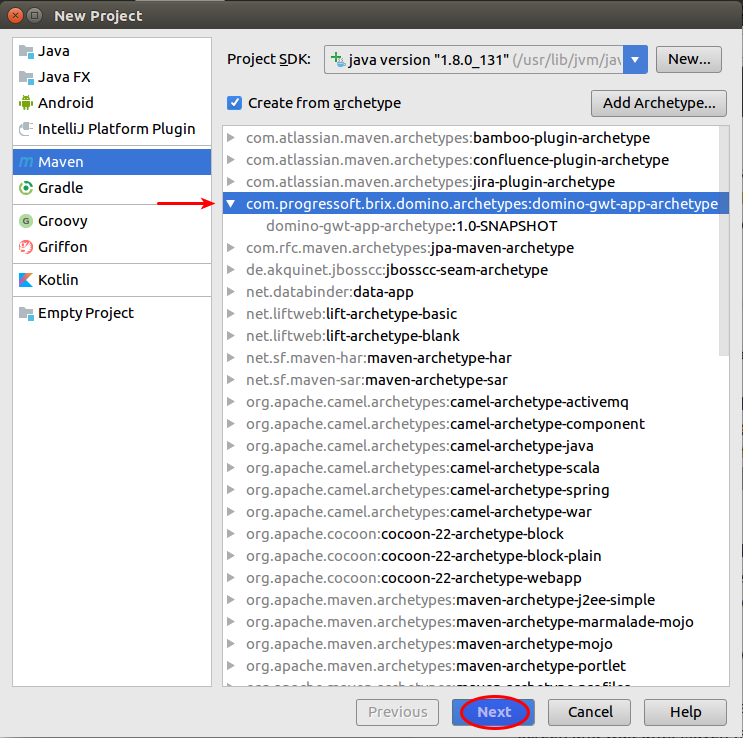 New Project
Java
Java FX
Android
IntelliJ Platform Plugin
Maven
Gradle
Groovy
Griffon
Kotlin
Empty Project
Project SDK: java version "1.8.0_131" (/usr/lib/jvm/jav New...
Create from archetype Add Archetype...
com.atlassian.maven.archetypes:bamboo-plugin-archetype
com.atlassian.maven.archetypes:confluence-plugin-archetype
com.atlassian.maven.archetypes:jira-plugin-archetype
com.progressoft.brix.domino.archetypes:domino-gwt-app-archetype
domino-gwt-app-archetype:1.0-SNAPSHOT
com.rfc.maven.archetypes:jpa-maven-archetype
de.akquinet.jbosscc:jbosscc-seam-archetype
net.databinder:data-app
net.liftweb:lift-archetype-basic
net.liftweb:lift-archetype-blank
net.sf.maven-har:maven-archetype-har
net.sf.maven-sar:maven-archetype-sar
org.apache.camel.archetypes:camel-archetype-activemq
org.apache.camel.archetypes:camel-archetype-component
org.apache.camel.archetypes:camel-archetype-java
org.apache.camel.archetypes:camel-archetype-scala
org.apache.camel.archetypes:camel-archetype-spring
org.apache.camel.archetypes:camel-archetype-war
org.apache.cocoon:cocoon-22-archetype-block
org.apache.cocoon:cocoon-22-archetype-block-plain
org.apache.cocoon:cocoon-22-archetype-webapp
org.apache.maven.archetypes:maven-archetype-j2ee-simple
org.apache.maven.archetypes:maven-archetype-marmalade-mojo
org.apache.maven.archetypes:maven-archetype-mojo
org.apache.maven.archetypes:maven-archetype-portlet
org.apache.maven.archetypes:maven-archetype-profiles
Previous Next Cancel Help